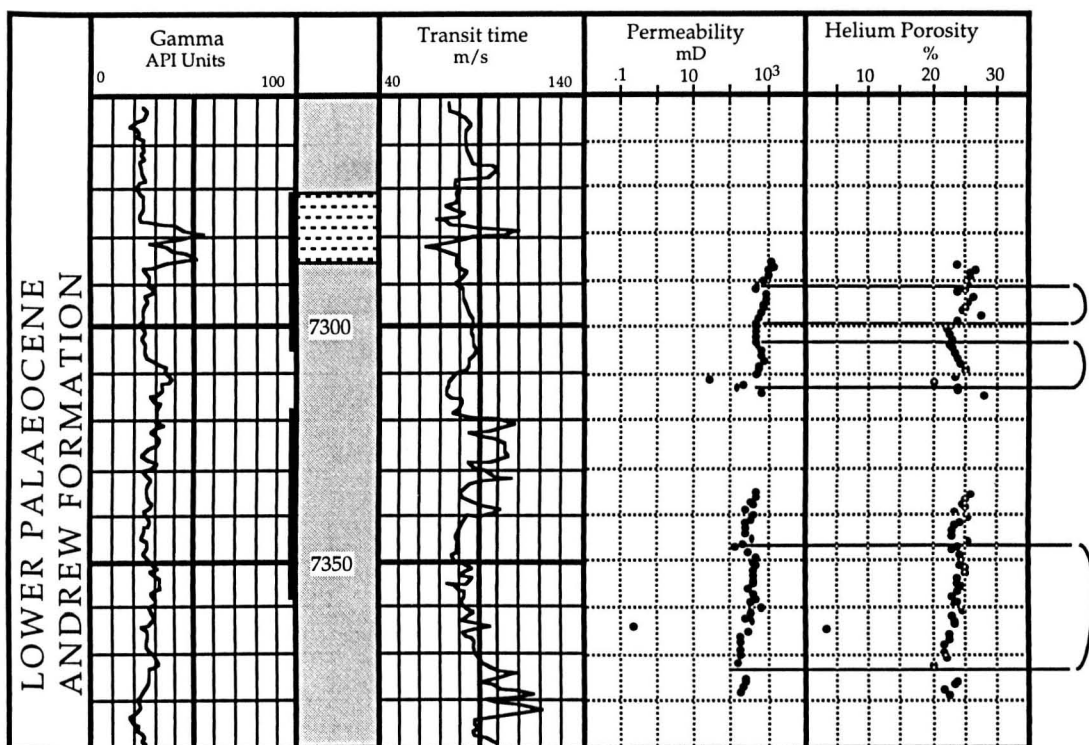 LOWER PALAEOCENE
ANDREW FORMATION
Gamma
API Units
0 100
Transit time
m/s
40 140
Permeability
mD
.1 10 10³
Helium Porosity
%
10 20 30
7300
7350